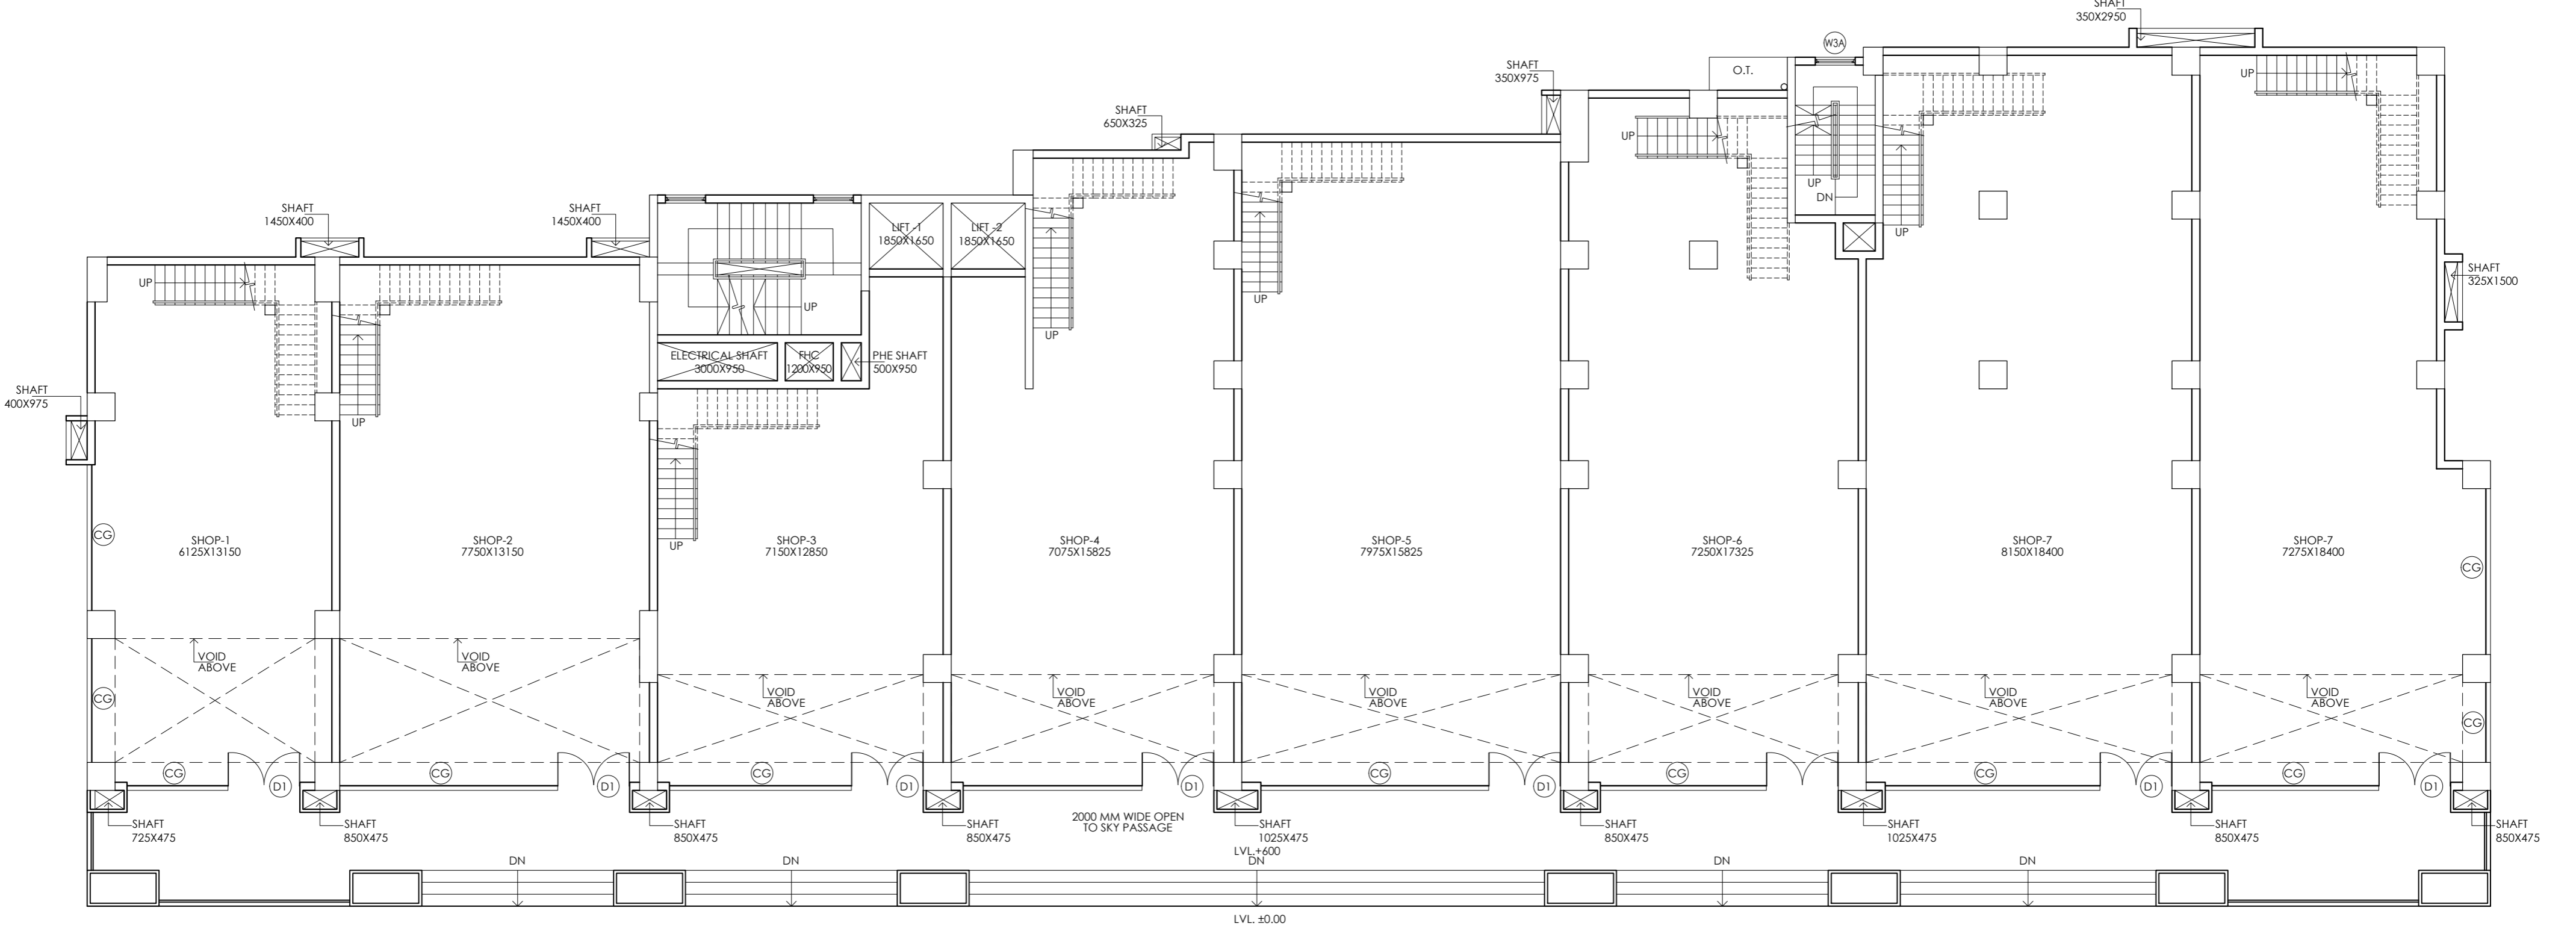 SHAFT
350X2950
W3A
SHAFT
350X975
O.T.
UP
SHAFT
650X325
UP
UP
DN
UP
SHAFT
1450X400
SHAFT
1450X400
LIFT -1
1850X1650
LIFT -2
1850X1650
UP
UP
UP
UP
UP
SHAFT
325X1500
ELECTRICAL SHAFT
3000X950
FHC
1200X950
PHE SHAFT
500X950
SHAFT
400X975
UP
UP
CG
SHOP-1
6125X13150
SHOP-2
7750X13150
SHOP-3
7150X12850
SHOP-4
7075X15825
SHOP-5
7975X15825
SHOP-6
7250X17325
SHOP-7
8150X18400
SHOP-7
7275X18400
CG
VOID
ABOVE
VOID
ABOVE
VOID
ABOVE
VOID
ABOVE
VOID
ABOVE
VOID
ABOVE
VOID
ABOVE
VOID
ABOVE
CG
CG
CG
D1
CG
D1
CG
D1
D1
CG
D1
CG
CG
D1
CG
D1
SHAFT
725X475
SHAFT
850X475
SHAFT
850X475
SHAFT
850X475
2000 MM WIDE OPEN
TO SKY PASSAGE
SHAFT
1025X475
SHAFT
850X475
SHAFT
1025X475
SHAFT
850X475
SHAFT
850X475
LVL.+600
DN
DN
DN
DN
DN
LVL. ±0.00